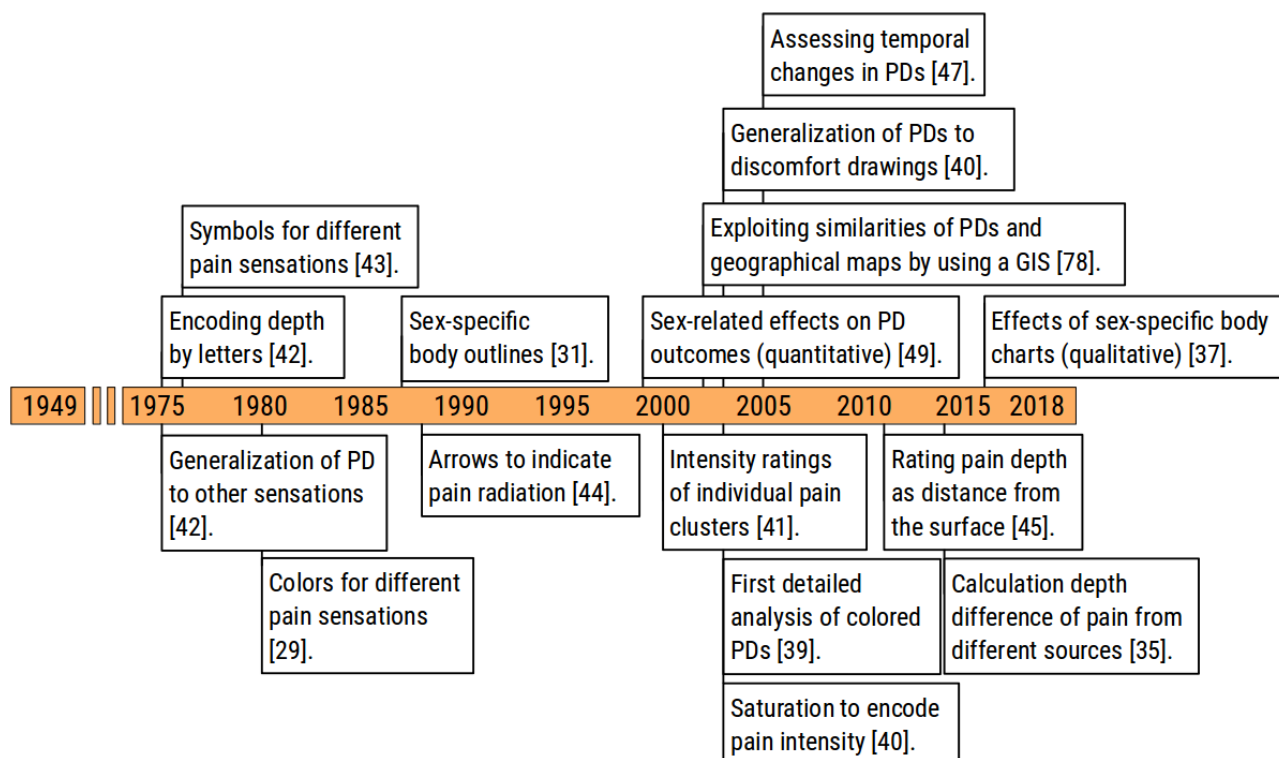 Assessing temporal
changes in PDs [47].
Generalization of PDs to
discomfort drawings [40].
Symbols for different
pain sensations [43].
Exploiting similarities of PDs and
geographical maps by using a GIS [78].
Encoding depth
by letters [42].
Sex-specific
body outlines [31].
Sex-related effects on PD
outcomes (quantitative) [49].
Effects of sex-specific body
charts (qualitative) [37].
1949 1975 1980 1985 1990 1995 2000 2005 2010 2015 2018
Generalization of PD
to other sensations
[42].
Arrows to indicate
pain radiation [44].
Intensity ratings
of individual pain
clusters [41].
Rating pain depth
as distance from
the surface [45].
Colors for different
pain sensations
[29].
First detailed
analysis of colored
PDs [39].
Calculation depth
difference of pain from
different sources [35].
Saturation to encode
pain intensity [40].